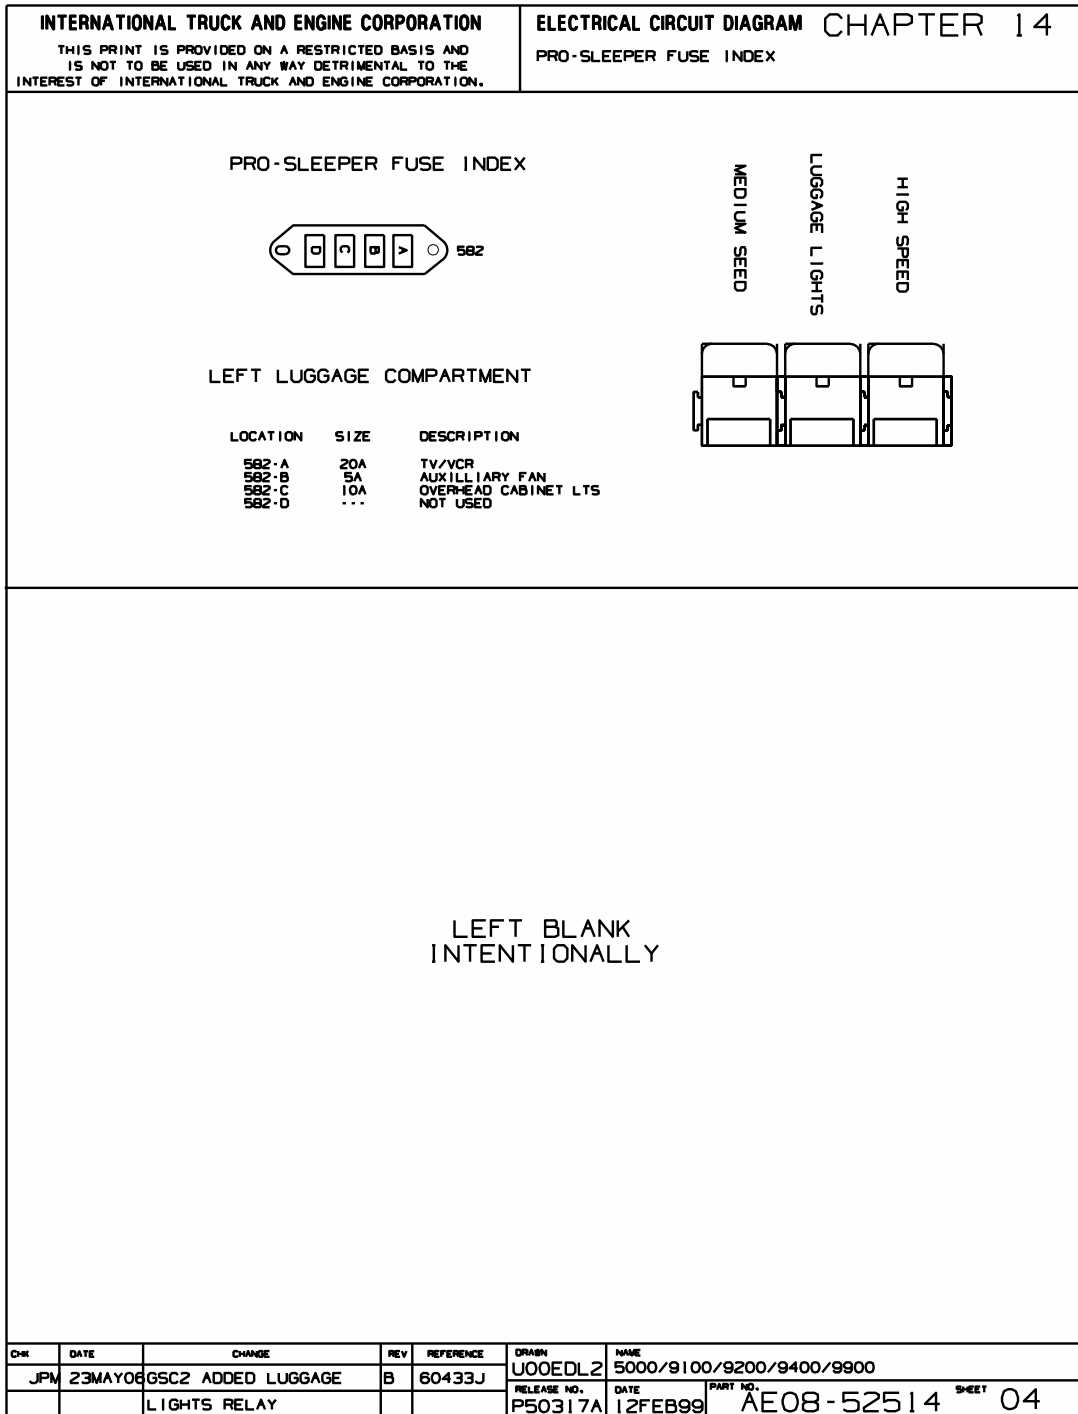 INTERNATIONAL TRUCK AND ENGINE CORPORATION
THIS PRINT IS PROVIDED ON A RESTRICTED BASIS AND
IS NOT TO BE USED IN ANY WAY DETRIMENTAL TO THE
INTEREST OF INTERNATIONAL TRUCK AND ENGINE CORPORATION.
ELECTRICAL CIRCUIT DIAGRAM CHAPTER 14
PRO-SLEEPER FUSE INDEX
PRO-SLEEPER FUSE INDEX
D C B A 582
MEDIUM SEED
LUGGAGE LIGHTS
HIGH SPEED
LEFT LUGGAGE COMPARTMENT
LOCATION SIZE DESCRIPTION
582-A 20A TV/VCR
582-B 5A AUXILLIARY FAN
582-C 10A OVERHEAD CABINET LTS
582-D --- NOT USED
LEFT BLANK
INTENTIONALLY
CHK DATE CHANGE REV REFERENCE DRAWN NAME
JPM 23MAY06 GSC2 ADDED LUGGAGE B 60433J U00EDL2 5000/9100/9200/9400/9900
LIGHTS RELAY RELEASE NO. P50317A DATE 12FEB99 PART NO. AE08-52514 SHEET 04